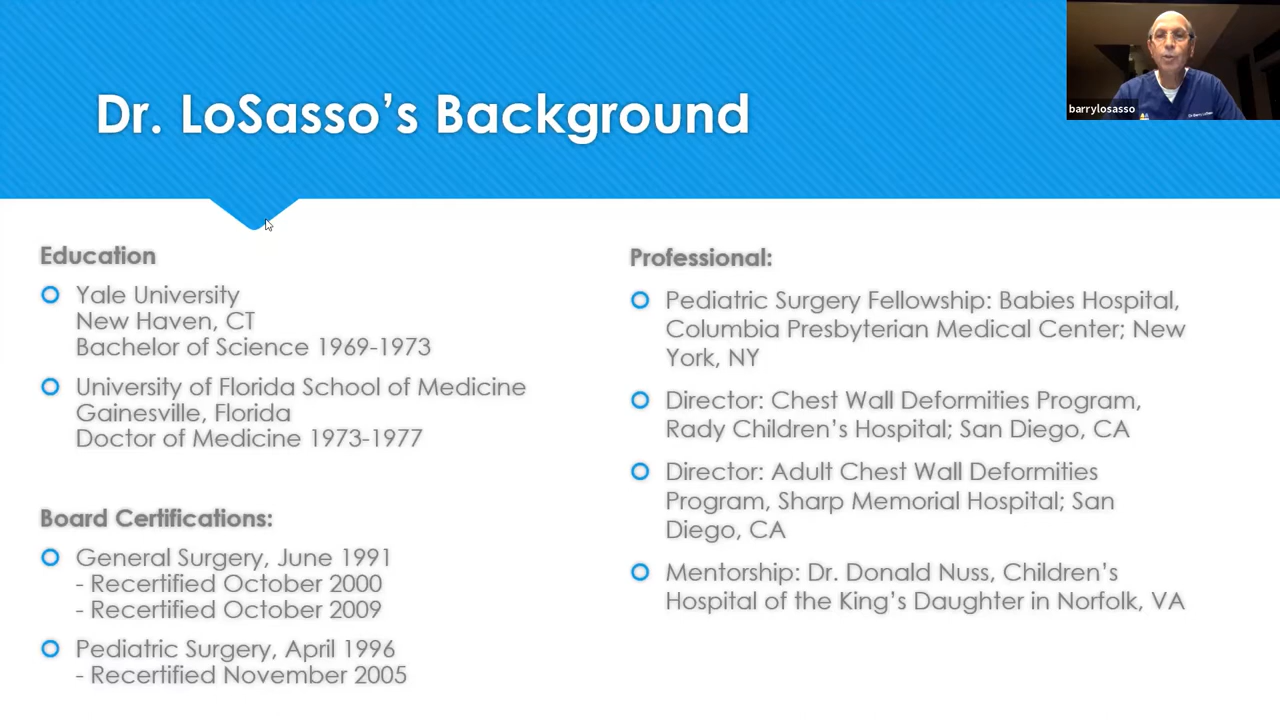 Dr. LoSasso's Background
barrylosasso
Education
Yale University
New Haven, CT
Bachelor of Science 1969-1973
University of Florida School of Medicine
Gainesville, Florida
Doctor of Medicine 1973-1977
Board Certifications:
General Surgery, June 1991
- Recertified October 2000
- Recertified October 2009
Pediatric Surgery, April 1996
- Recertified November 2005
Professional:
Pediatric Surgery Fellowship: Babies Hospital,
Columbia Presbyterian Medical Center; New
York, NY
Director: Chest Wall Deformities Program,
Rady Children's Hospital; San Diego, CA
Director: Adult Chest Wall Deformities
Program, Sharp Memorial Hospital; San
Diego, CA
Mentorship: Dr. Donald Nuss, Children's
Hospital of the King's Daughter in Norfolk, VA